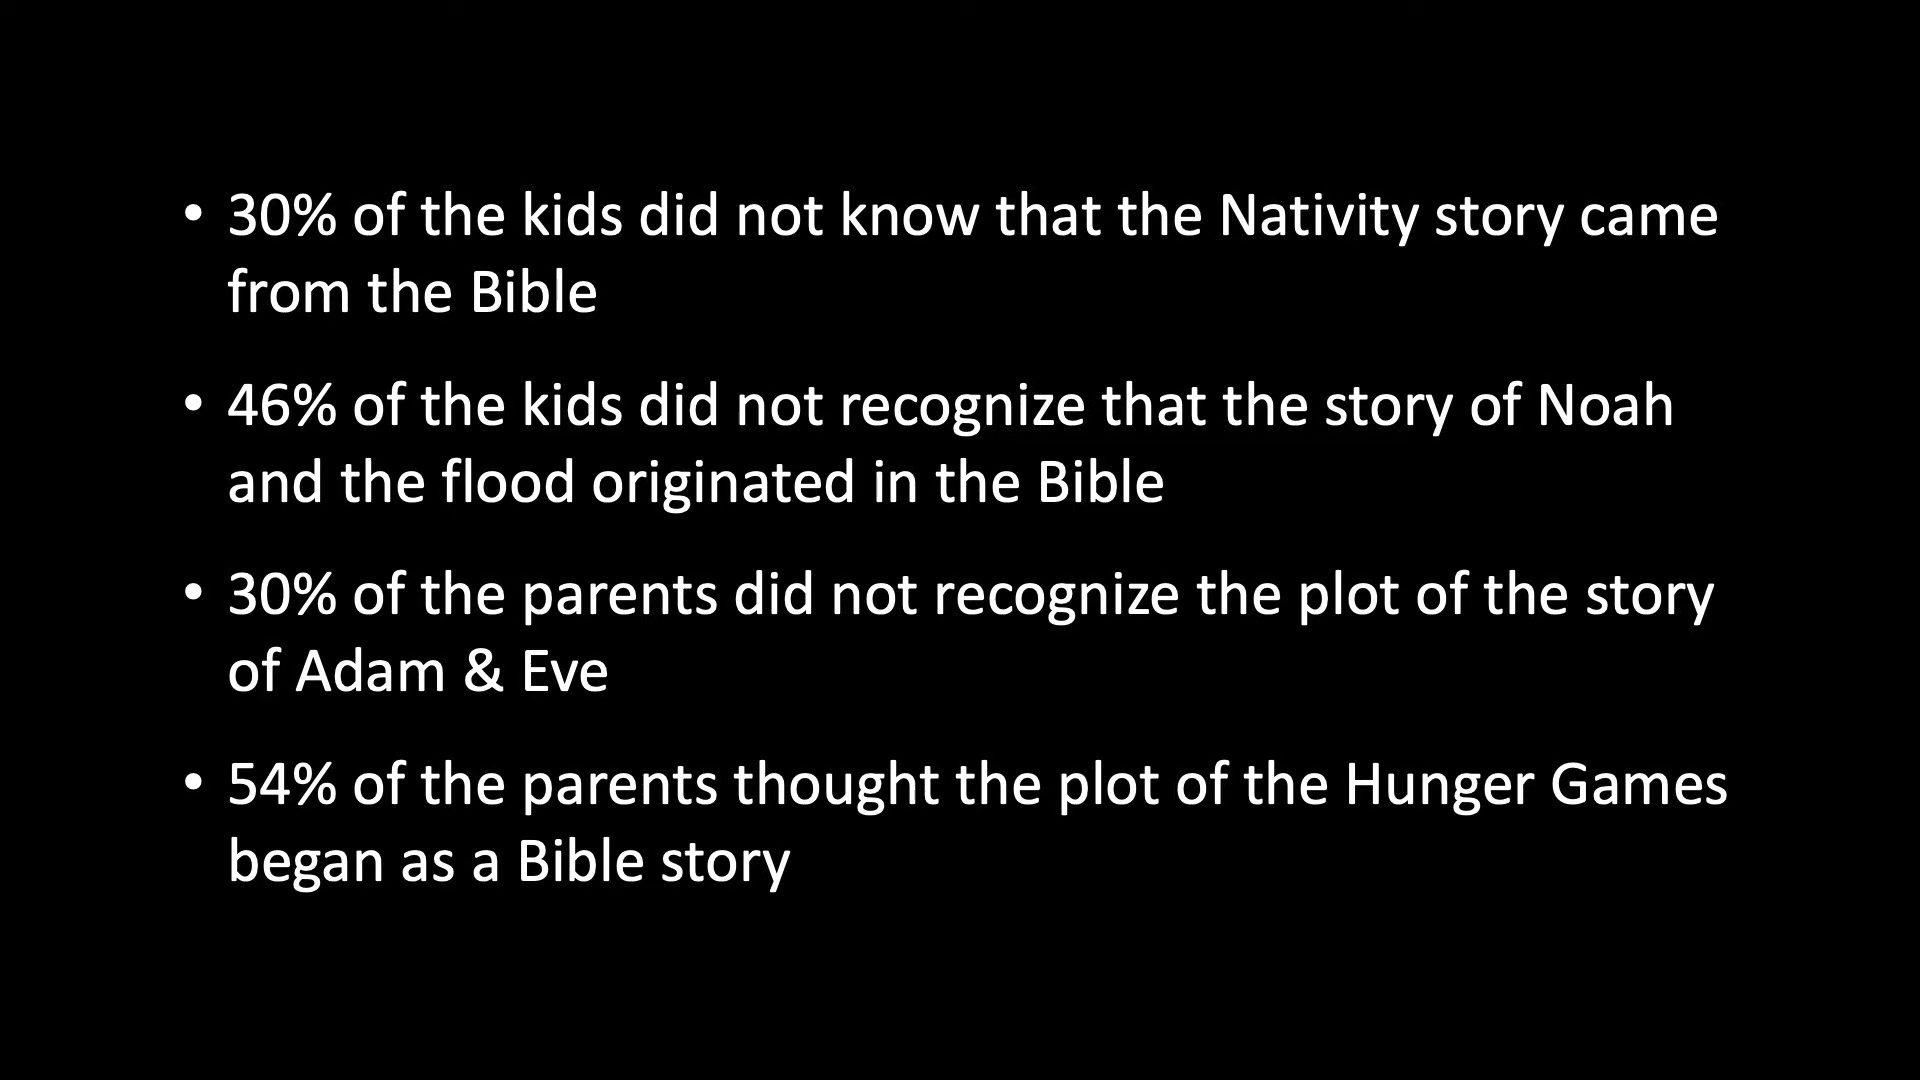 • 30% of the kids did not know that the Nativity story came
from the Bible
• 46% of the kids did not recognize that the story of Noah
and the flood originated in the Bible
• 30% of the parents did not recognize the plot of the story
of Adam & Eve
• 54% of the parents thought the plot of the Hunger Games
began as a Bible story